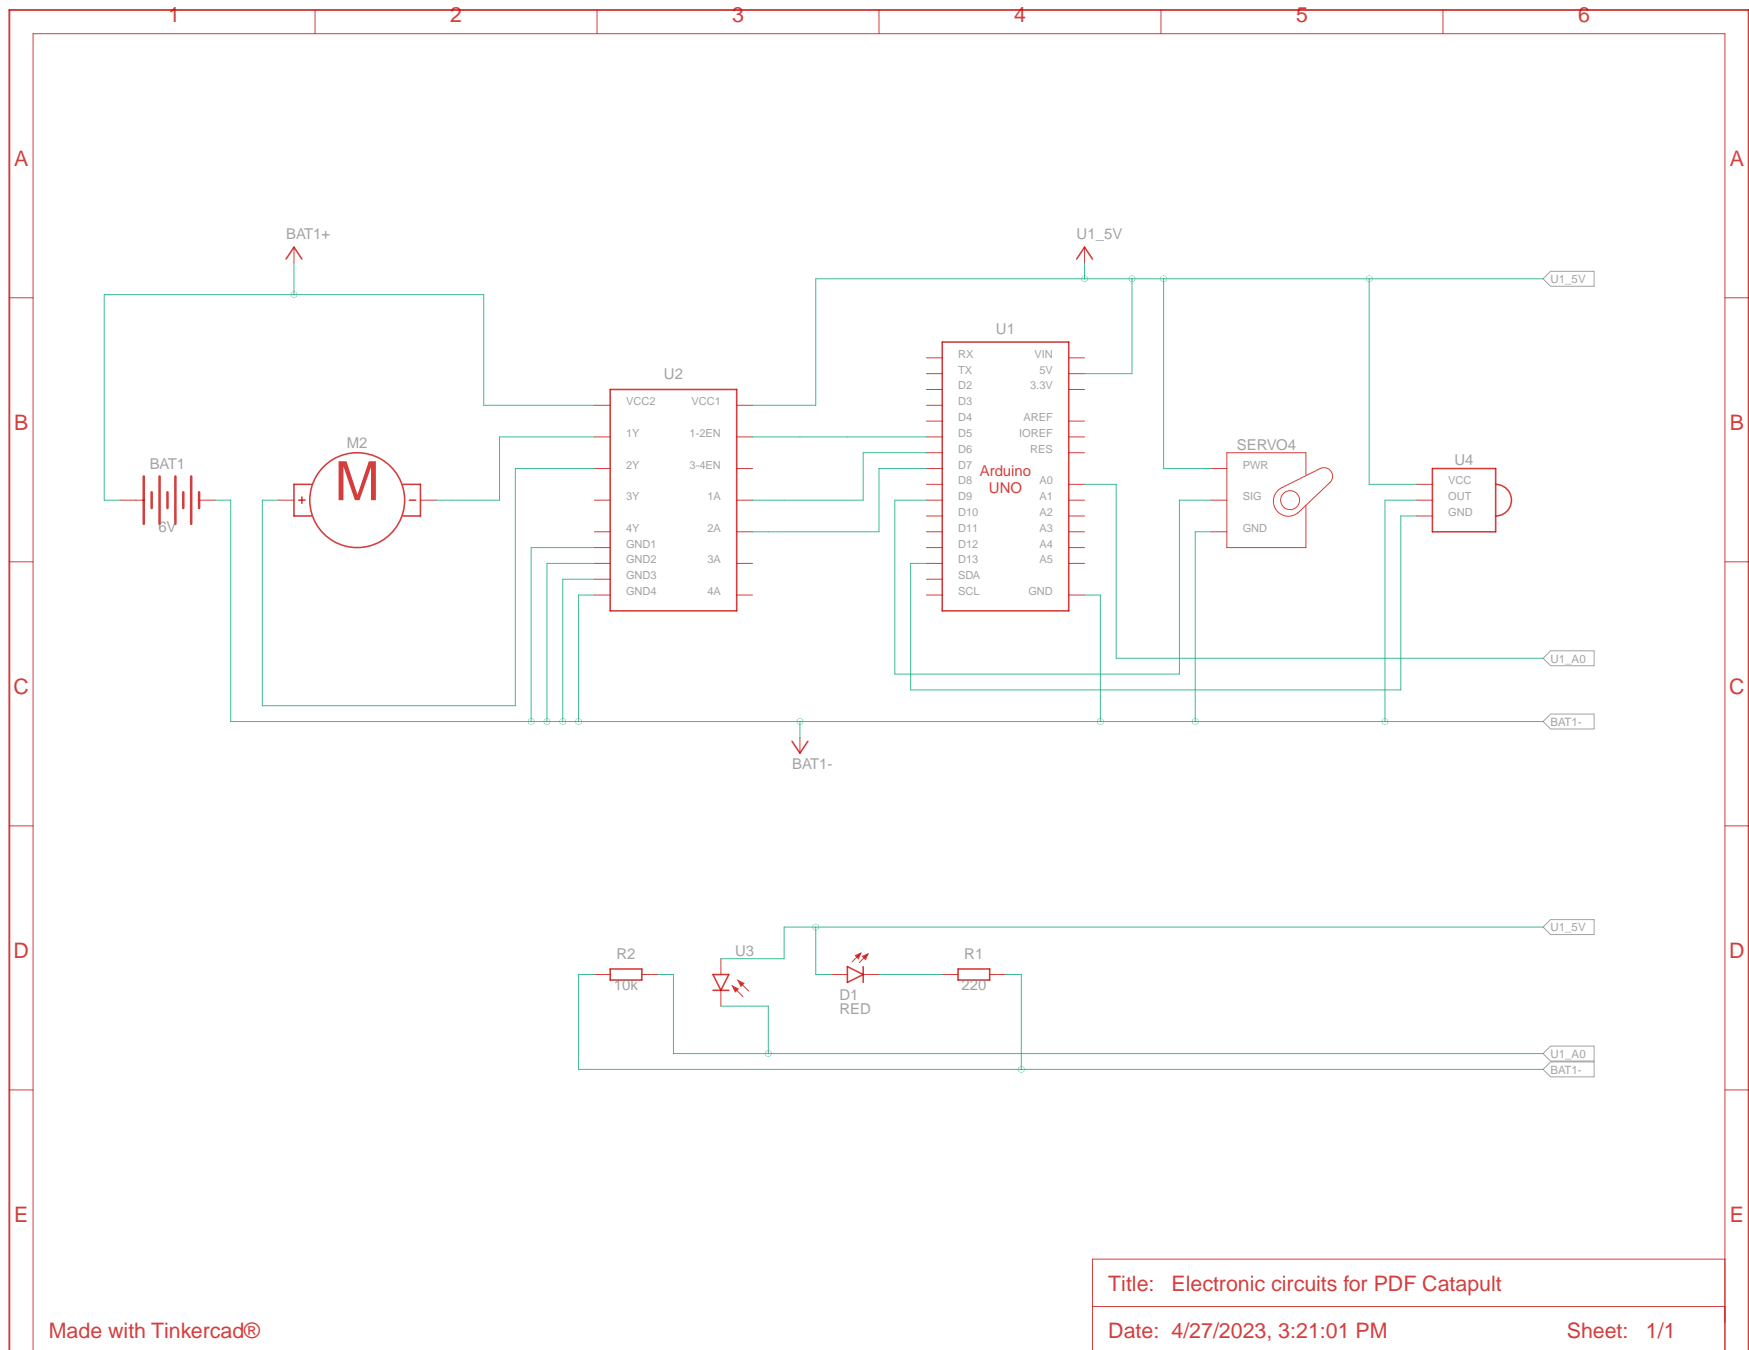 1 2 3 4 5 6
A A
BAT1+ U1_5V
U1_5V
U1
RX VIN
TX 5V
D2 3.3V
D3
D4 AREF
D5 IOREF
D6 RES
D7
D8 A0
D9 A1
D10 A2
D11 A3
D12 A4
D13 A5
SDA
SCL GND
Arduino
UNO
U2
VCC2 VCC1
1Y 1-2EN
2Y 3-4EN
3Y 1A
4Y 2A
GND1
GND2 3A
GND3
GND4 4A
B B
M2
M
+ -
BAT1
6V
SERVO4
PWR
SIG
GND
U4
VCC
OUT
GND
U1_A0
C C
BAT1-
BAT1-
U1_5V
D D
R2
10k
U3
D1
RED
R1
220
U1_A0
BAT1-
E E
Title: Electronic circuits for PDF Catapult
Made with Tinkercad®
Date: 4/27/2023, 3:21:01 PM Sheet: 1/1